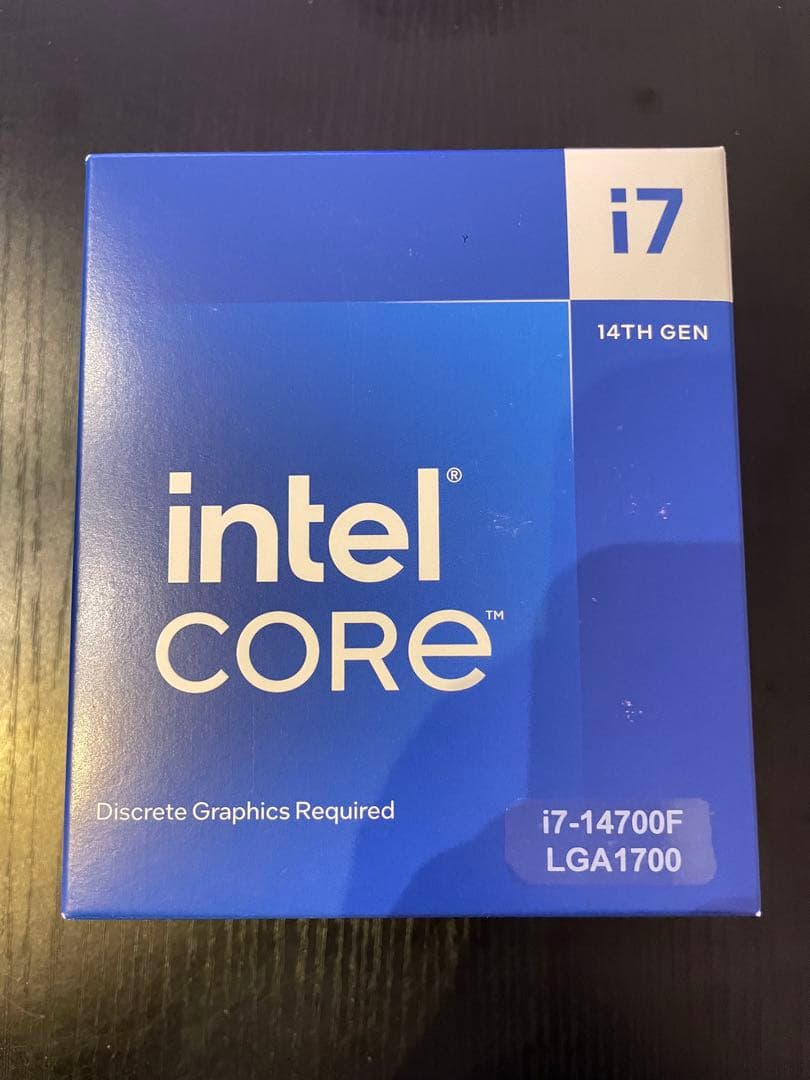 i7
14TH GEN
intel®
CORe™
Discrete Graphics Required
i7-14700F
LGA1700